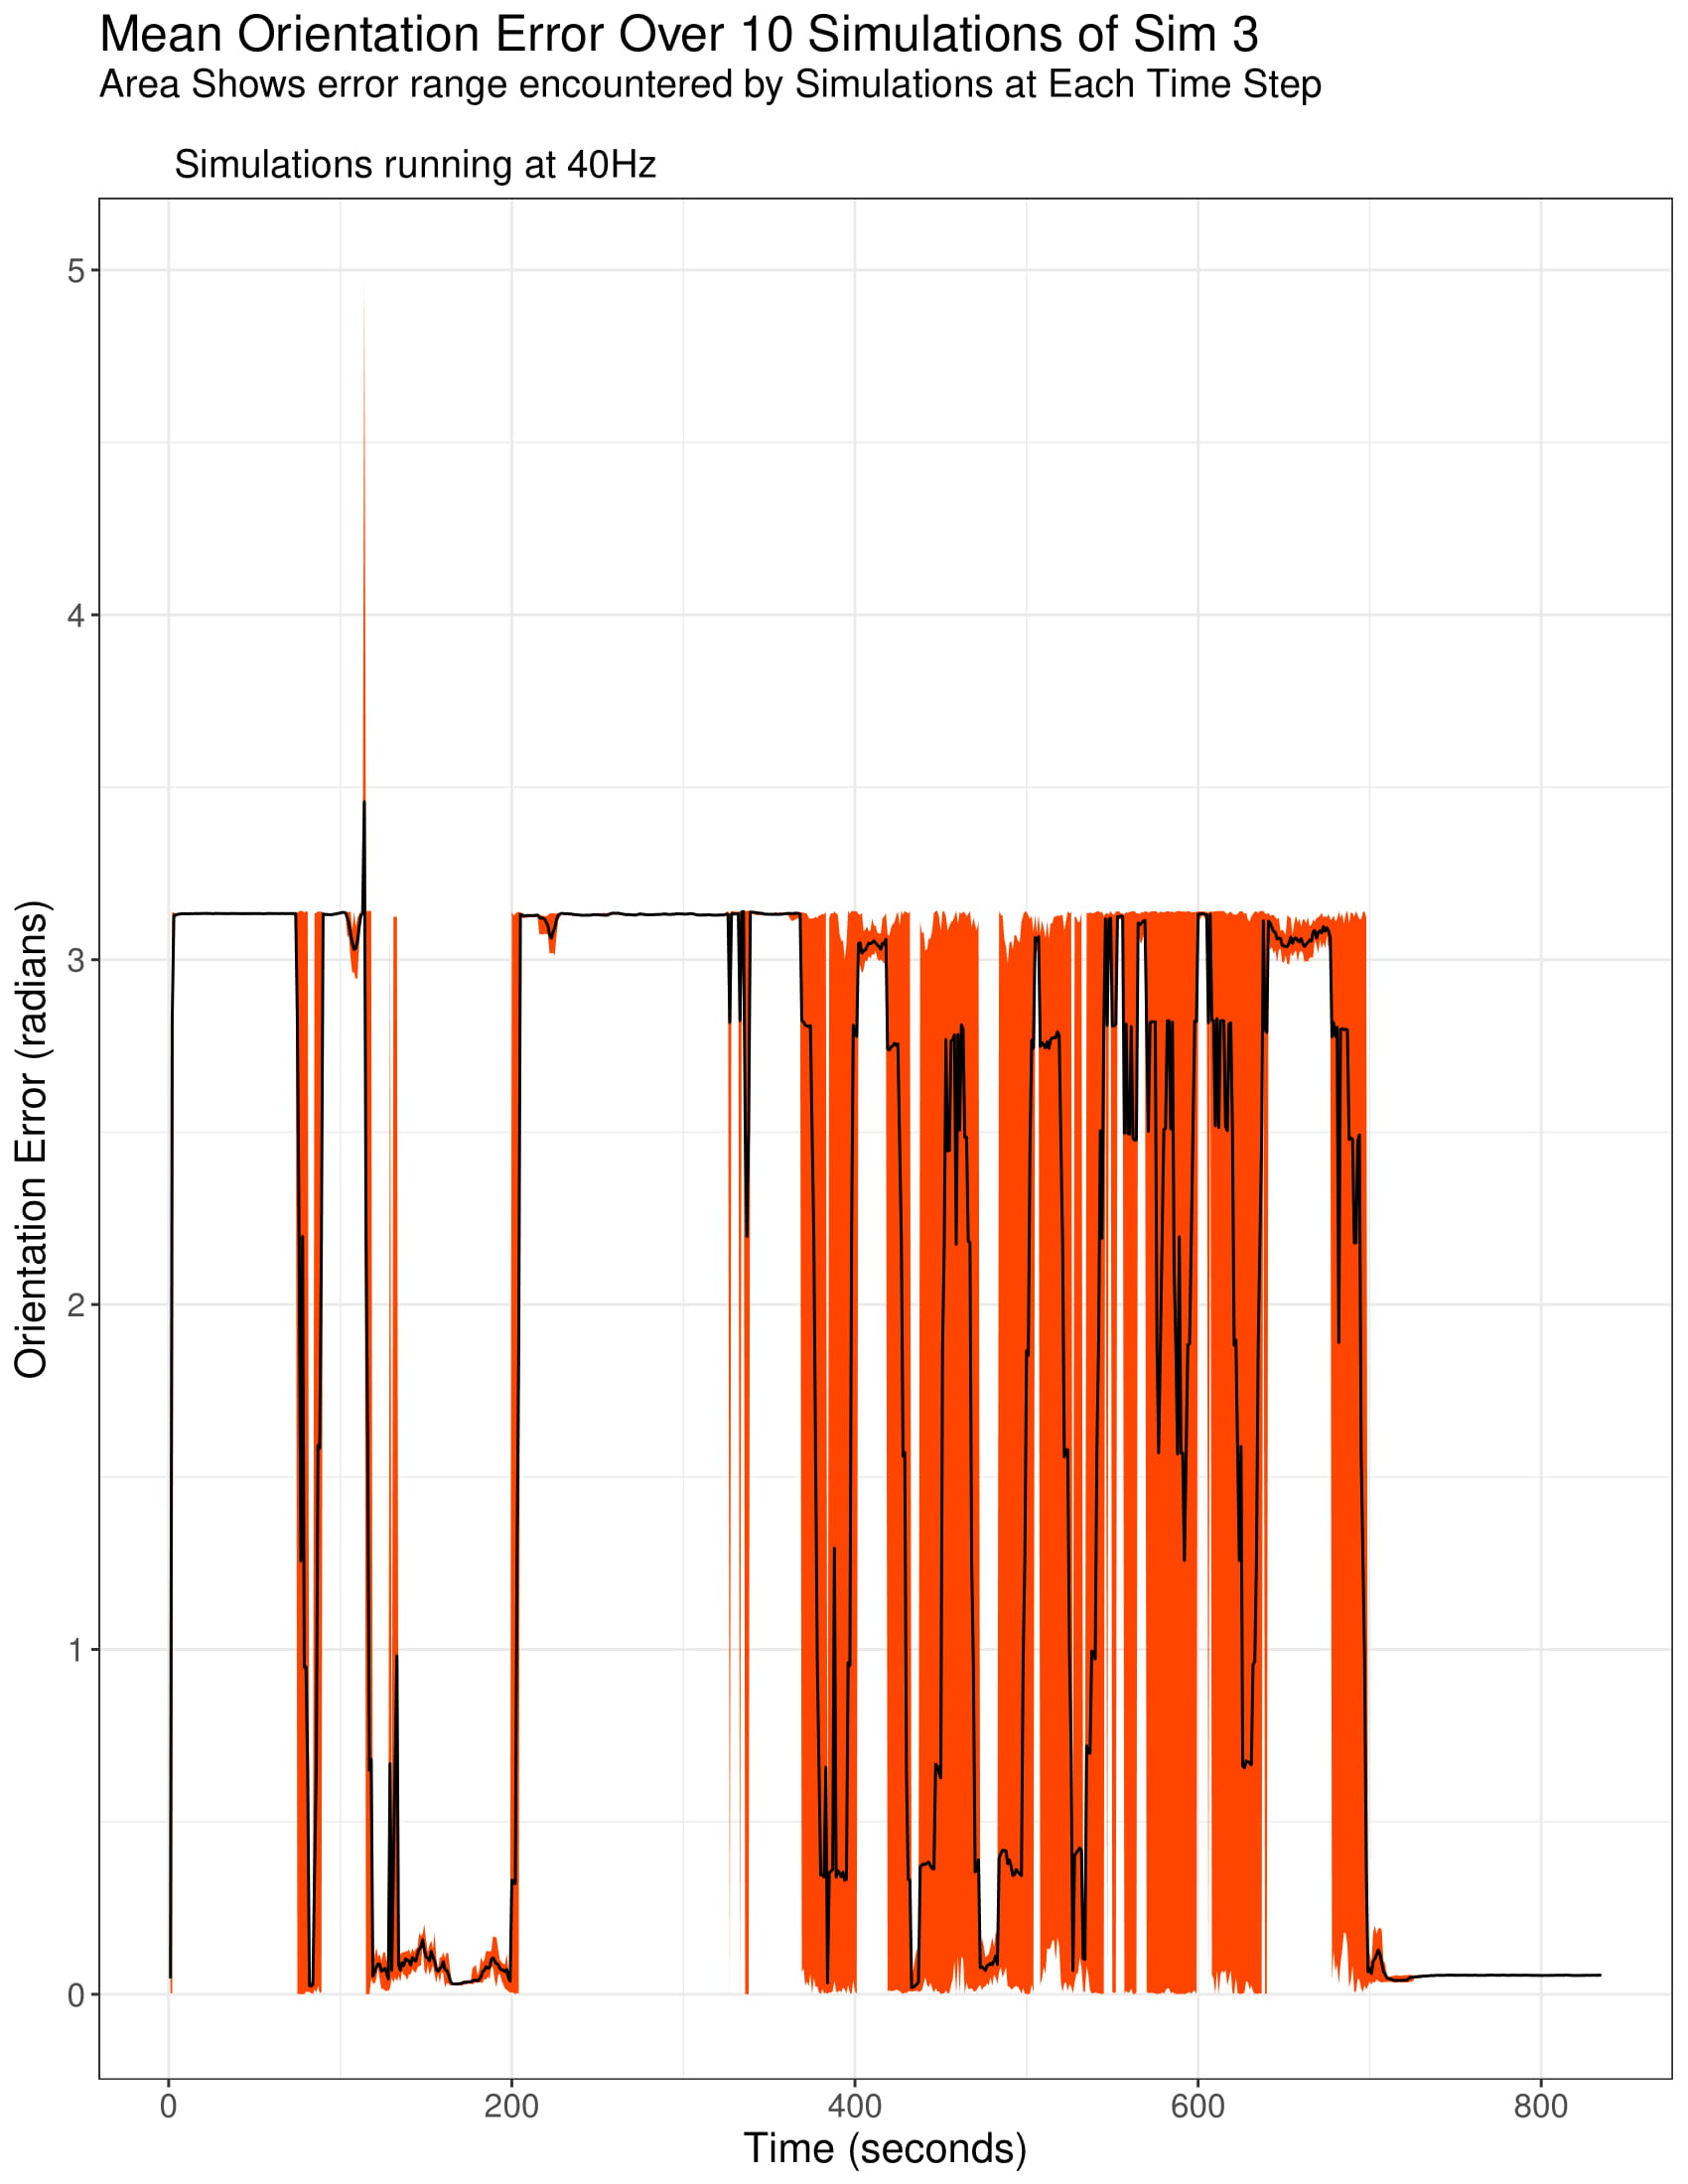 Mean Orientation Error Over 10 Simulations of Sim 3
Area Shows error range encountered by Simulations at Each Time Step
Simulations running at 40Hz
5
4
3
2
1
0
Orientation Error (radians)
0 200 400 600 800
Time (seconds)